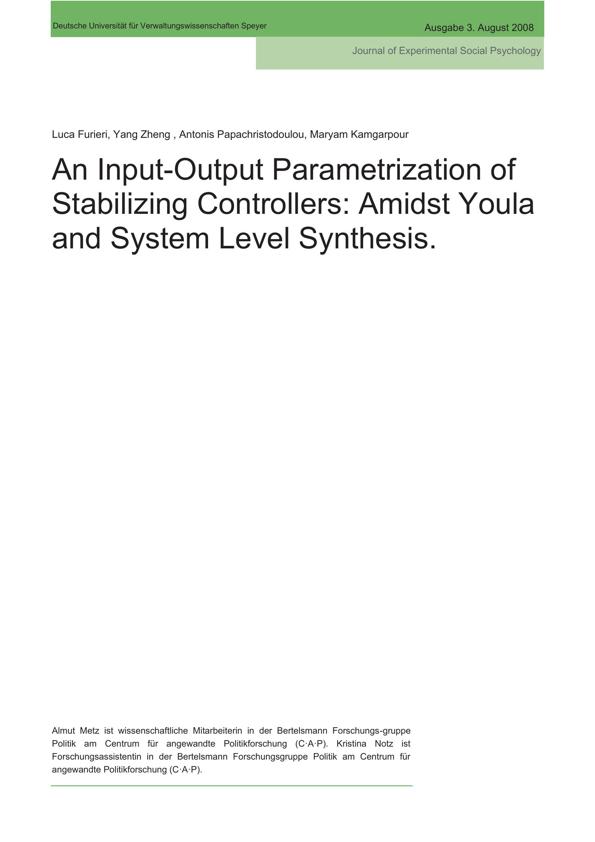 Deutsche Universität für Verwaltungswissenschaften Speyer
Ausgabe 3. August 2008
Journal of Experimental Social Psychology
Luca Furieri, Yang Zheng , Antonis Papachristodoulou, Maryam Kamgarpour
An Input-Output Parametrization of
Stabilizing Controllers: Amidst Youla
and System Level Synthesis.
Almut Metz ist wissenschaftliche Mitarbeiterin in der Bertelsmann Forschungs-gruppe
Politik am Centrum für angewandte Politikforschung (C·A·P). Kristina Notz ist
Forschungsassistentin in der Bertelsmann Forschungsgruppe Politik am Centrum für
angewandte Politikforschung (C·A·P).